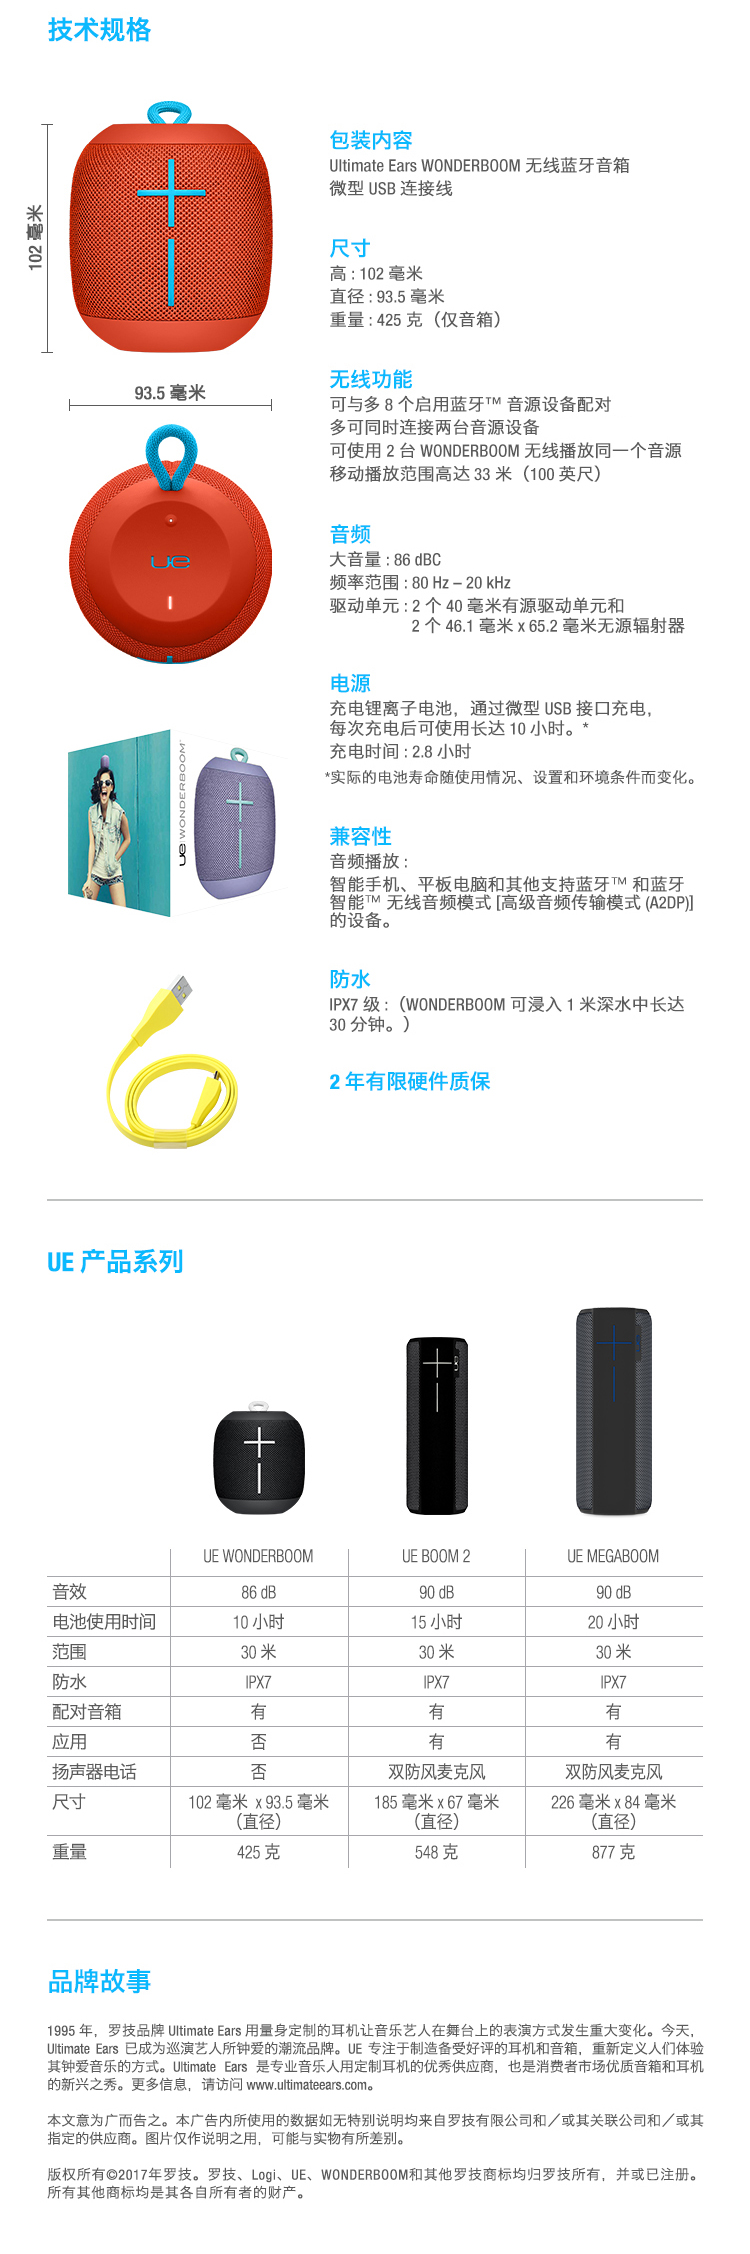 技术规格
102 毫米
93.5 毫米
ue
UE WONDERBOOM
包装内容
Ultimate Ears WONDERBOOM 无线蓝牙音箱
微型 USB 连接线
尺寸
高 : 102 毫米
直径 : 93.5 毫米
重量 : 425 克（仅音箱）
无线功能
可与多 8 个启用蓝牙™ 音源设备配对
多可同时连接两台音源设备
可使用 2 台 WONDERBOOM 无线播放同一个音源
移动播放范围高达 33 米（100 英尺）
音频
大音量 : 86 dBC
频率范围 : 80 Hz – 20 kHz
驱动单元 : 2 个 40 毫米有源驱动单元和
2 个 46.1 毫米 x 65.2 毫米无源辐射器
电源
充电锂离子电池，通过微型 USB 接口充电，
每次充电后可使用长达 10 小时。*
充电时间 : 2.8 小时
*实际的电池寿命随使用情况、设置和环境条件而变化。
兼容性
音频播放 :
智能手机、平板电脑和其他支持蓝牙™ 和蓝牙
智能™ 无线音频模式 [高级音频传输模式 (A2DP)]
的设备。
防水
IPX7 级 :（WONDERBOOM 可浸入 1 米深水中长达
30 分钟。）
2 年有限硬件质保
UE 产品系列
UE WONDERBOOM UE BOOM 2 UE MEGABOOM
音效 86 dB 90 dB 90 dB
电池使用时间 10 小时 15 小时 20 小时
范围 30 米 30 米 30 米
防水 IPX7 IPX7 IPX7
配对音箱 有 有 有
应用 否 有 有
扬声器电话 否 双防风麦克风 双防风麦克风
尺寸 102 毫米 x 93.5 毫米 185 毫米 x 67 毫米 226 毫米 x 84 毫米
（直径） （直径） （直径）
重量 425 克 548 克 877 克
品牌故事
1995 年，罗技品牌 Ultimate Ears 用量身定制的耳机让音乐艺人在舞台上的表演方式发生重大变化。今天，
Ultimate Ears 已成为巡演艺人所钟爱的潮流品牌。UE 专注于制造备受好评的耳机和音箱，重新定义人们体验
其钟爱音乐的方式。Ultimate Ears 是专业音乐人用定制耳机的优秀供应商，也是消费者市场优质音箱和耳机
的新兴之秀。更多信息，请访问 www.ultimateears.com。
本文意为广而告之。本广告内所使用的数据如无特别说明均来自罗技有限公司和／或其关联公司和／或其
指定的供应商。图片仅作说明之用，可能与实物有所差别。
版权所有©2017年罗技。罗技、Logi、UE、WONDERBOOM和其他罗技商标均归罗技所有，并或已注册。
所有其他商标均是其各自所有者的财产。